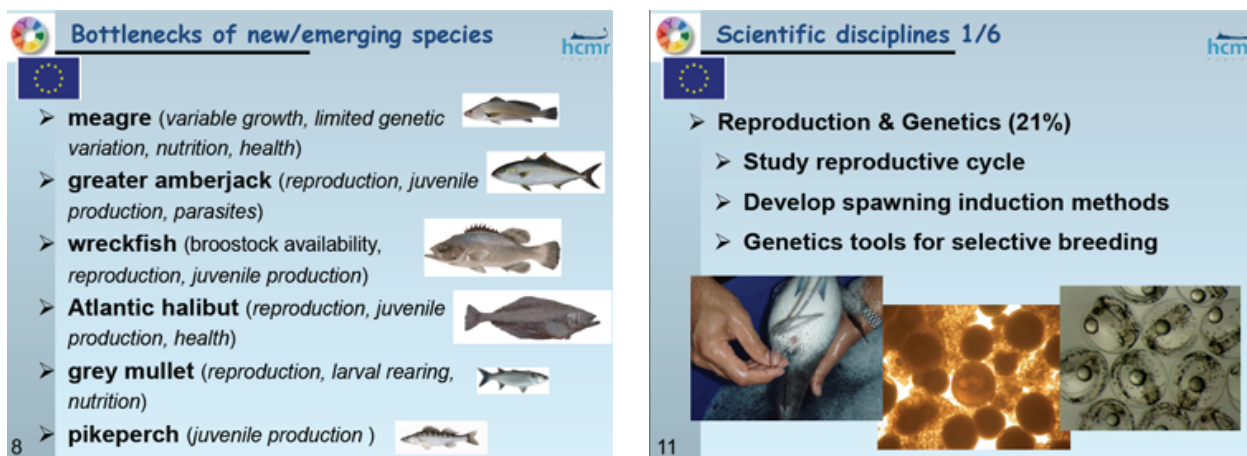 Bottlenecks of new/emerging species
hcmr
meagre (variable growth, limited genetic
variation, nutrition, health)
greater amberjack (reproduction, juvenile
production, parasites)
wreckfish (broostock availability,
reproduction, juvenile production)
Atlantic halibut (reproduction, juvenile
production, health)
grey mullet (reproduction, larval rearing,
nutrition)
pikeperch (juvenile production )
8
Scientific disciplines 1/6
hcmr
Reproduction & Genetics (21%)
Study reproductive cycle
Develop spawning induction methods
Genetics tools for selective breeding
11